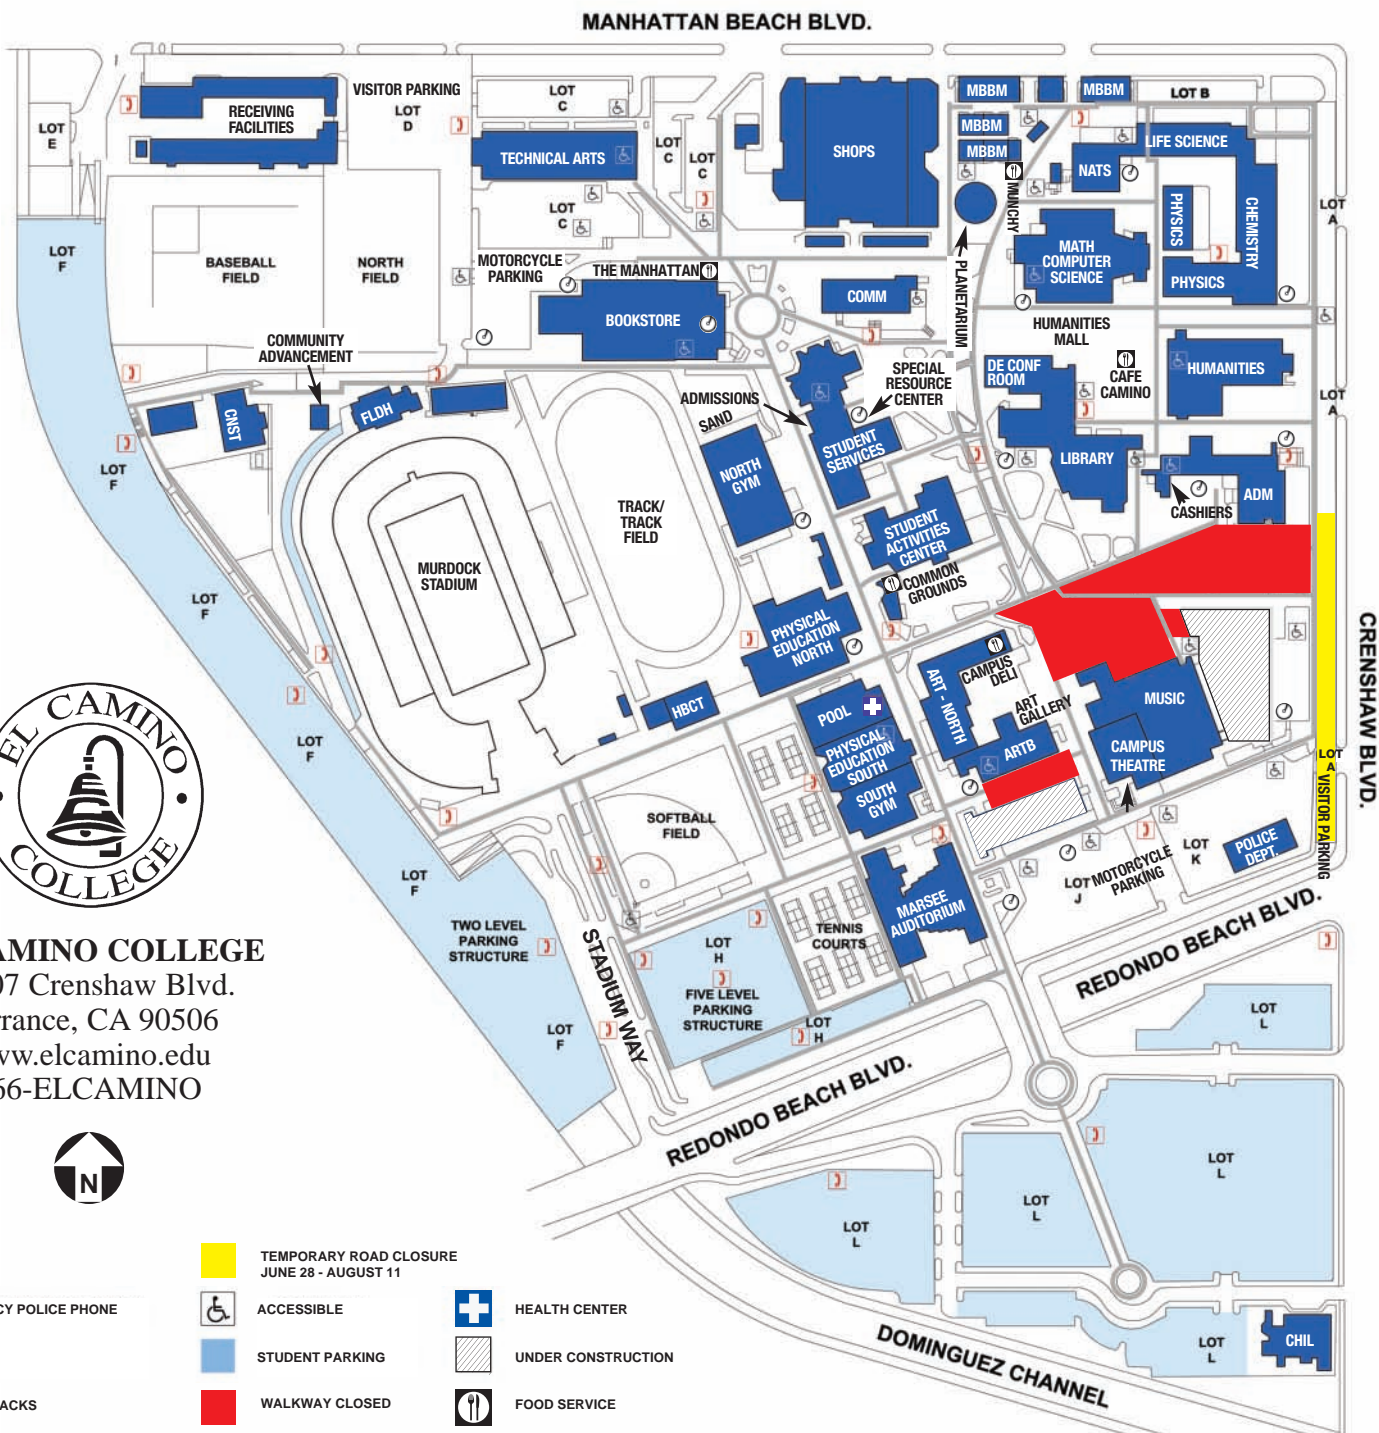 MANHATTAN BEACH BLVD.
LOT
E
RECEIVING
FACILITIES
VISITOR PARKING
LOT
D
LOT
C
TECHNICAL ARTS
LOT
C
LOT
C
LOT
C
SHOPS
MBBM
MBBM
LOT B
MBBM
MBBM
MUNCHY
NATS
LIFE SCIENCE
PHYSICS
CHEMISTRY
PHYSICS
MATH
COMPUTER
SCIENCE
LOT
A
LOT
F
BASEBALL
FIELD
NORTH
FIELD
MOTORCYCLE
PARKING
THE MANHATTAN
BOOKSTORE
COMM
PLANETARIUM
HUMANITIES
MALL
DE CONF
ROOM
CAFE
CAMINO
HUMANITIES
LOT
A
COMMUNITY
ADVANCEMENT
CNST
FLDH
ADMISSIONS
SPECIAL
RESOURCE
CENTER
SAND
NORTH
GYM
STUDENT
SERVICES
LIBRARY
CASHIERS
ADM
LOT
F
MURDOCK
STADIUM
TRACK/
TRACK
FIELD
STUDENT
ACTIVITIES
CENTER
COMMON
GROUNDS
LOT
F
PHYSICAL
EDUCATION
NORTH
HBCT
CAMPUS
DELI
ART - NORTH
ART
GALLERY
ARTB
MUSIC
CAMPUS
THEATRE
CRENSHAW BLVD.
LOT
A
VISITOR PARKING
LOT
F
POOL
PHYSICAL
EDUCATION
SOUTH
SOUTH
GYM
SOFTBALL
FIELD
EL CAMINO
COLLEGE
LOT
F
TWO LEVEL
PARKING
STRUCTURE
LOT
F
STADIUM WAY
LOT
H
FIVE LEVEL
PARKING
STRUCTURE
LOT
H
TENNIS
COURTS
MARSEE
AUDITORIUM
LOT
J
MOTORCYCLE
PARKING
LOT
K
POLICE
DEPT.
REDONDO BEACH BLVD.
REDONDO BEACH BLVD.
LOT
L
LOT
L
LOT
L
LOT
L
LOT
L
CHIL
DOMINGUEZ CHANNEL
AMINO COLLEGE
07 Crenshaw Blvd.
rrance, CA 90506
ww.elcamino.edu
66-ELCAMINO
N
TEMPORARY ROAD CLOSURE
JUNE 28 - AUGUST 11
CY POLICE PHONE
ACCESSIBLE
HEALTH CENTER
STUDENT PARKING
UNDER CONSTRUCTION
ACKS
WALKWAY CLOSED
FOOD SERVICE